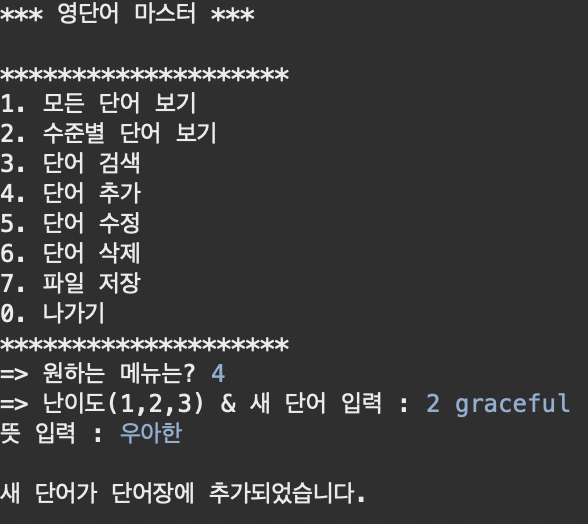 *** 영단어 마스터 ***
********************
1. 모든 단어 보기
2. 수준별 단어 보기
3. 단어 검색
4. 단어 추가
5. 단어 수정
6. 단어 삭제
7. 파일 저장
0. 나가기
********************
=> 원하는 메뉴는? 4
=> 난이도(1,2,3) & 새 단어 입력 : 2 graceful
뜻 입력 : 우아한
새 단어가 단어장에 추가되었습니다.